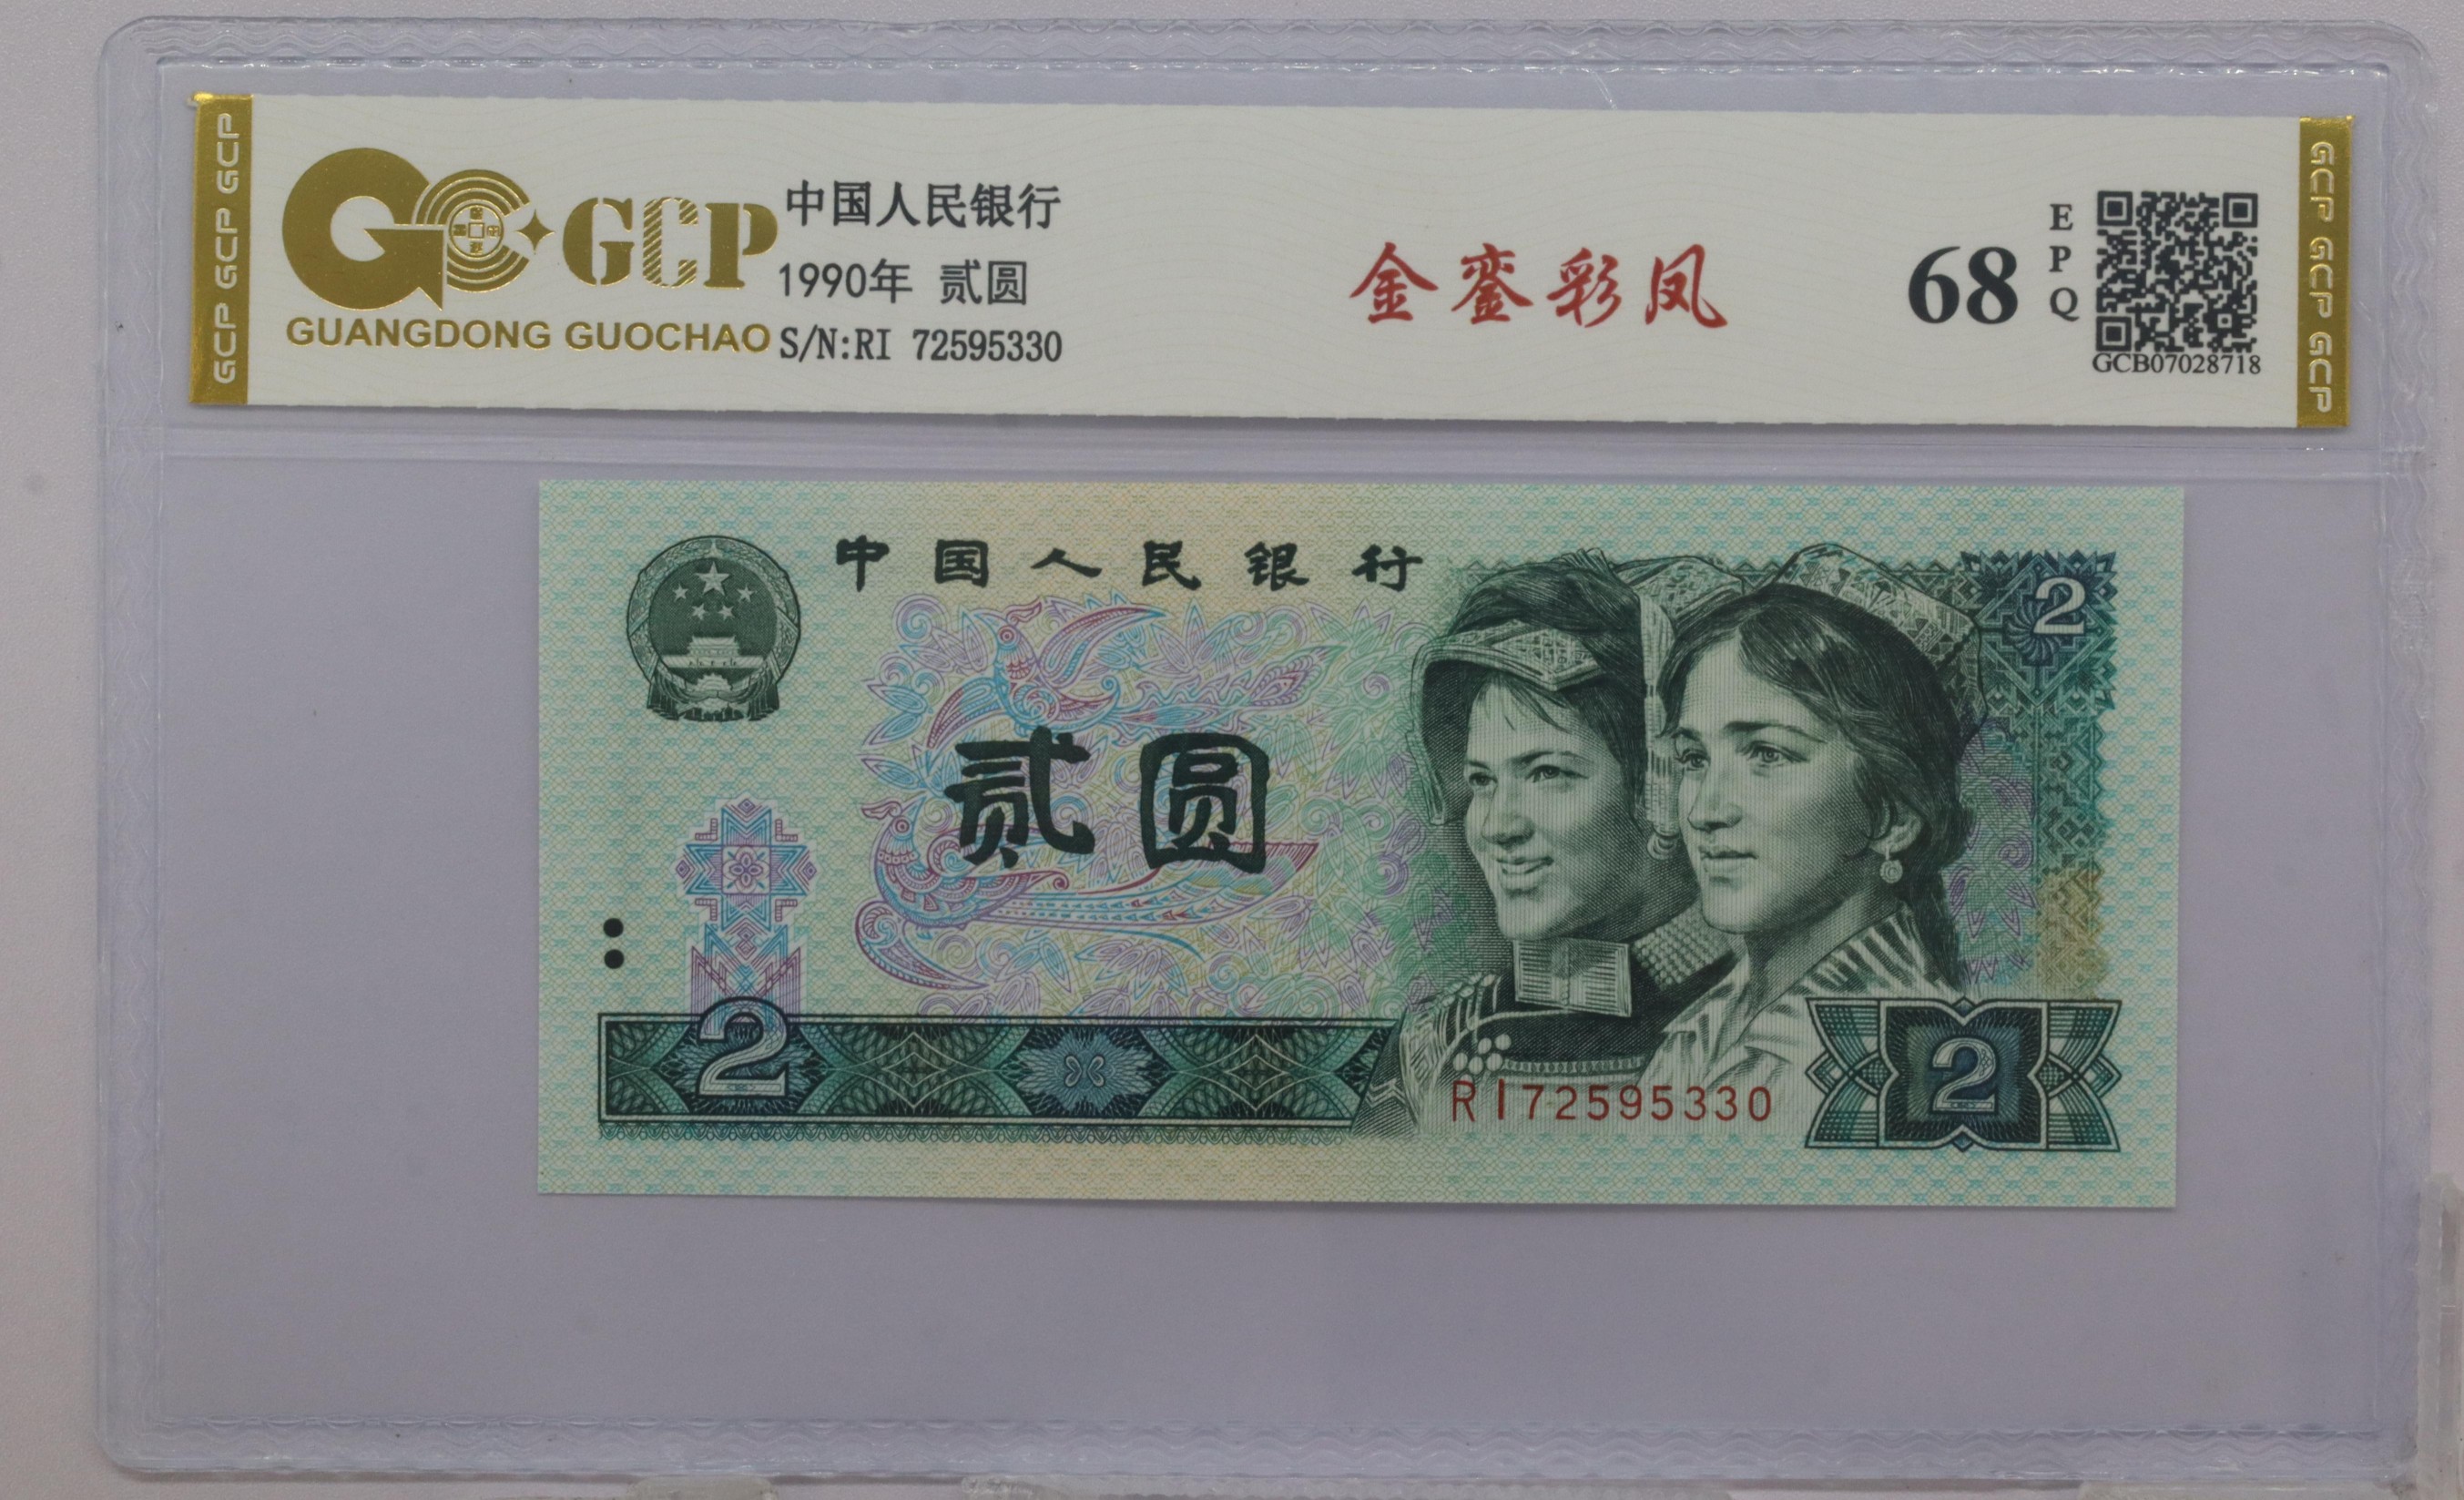 GCP GCP GCP
GCP
GUANGDONG GUOCHAO
中国人民银行
1990年 贰圆
S/N:RI 72595330
金銮彩凤
68
EPQ
GCB07028718
GCP GCP GCP
中国人民银行
2
贰圆
2
RI72595330
2